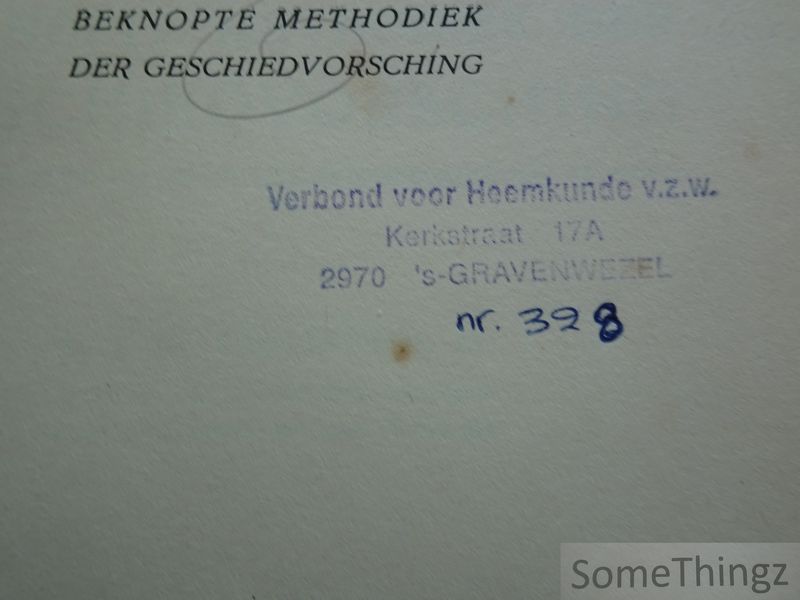 BEKNOPTE METHODIEK
DER GESCHIEDVORSCHING
Verbond voor Heemkunde v.z.w.
Kerkstraat 17A
2970 's-GRAVENWEZEL
nr. 328
SomeThingz